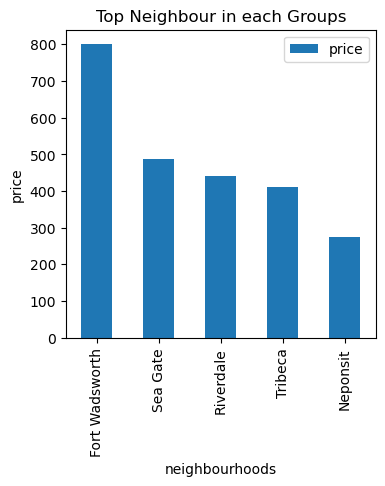 Top Neighbour in each Groups
price
800
700
600
500
400
300
200
100
0
price
Fort Wadsworth
Sea Gate
Riverdale
Tribeca
Neponsit
neighbourhoods